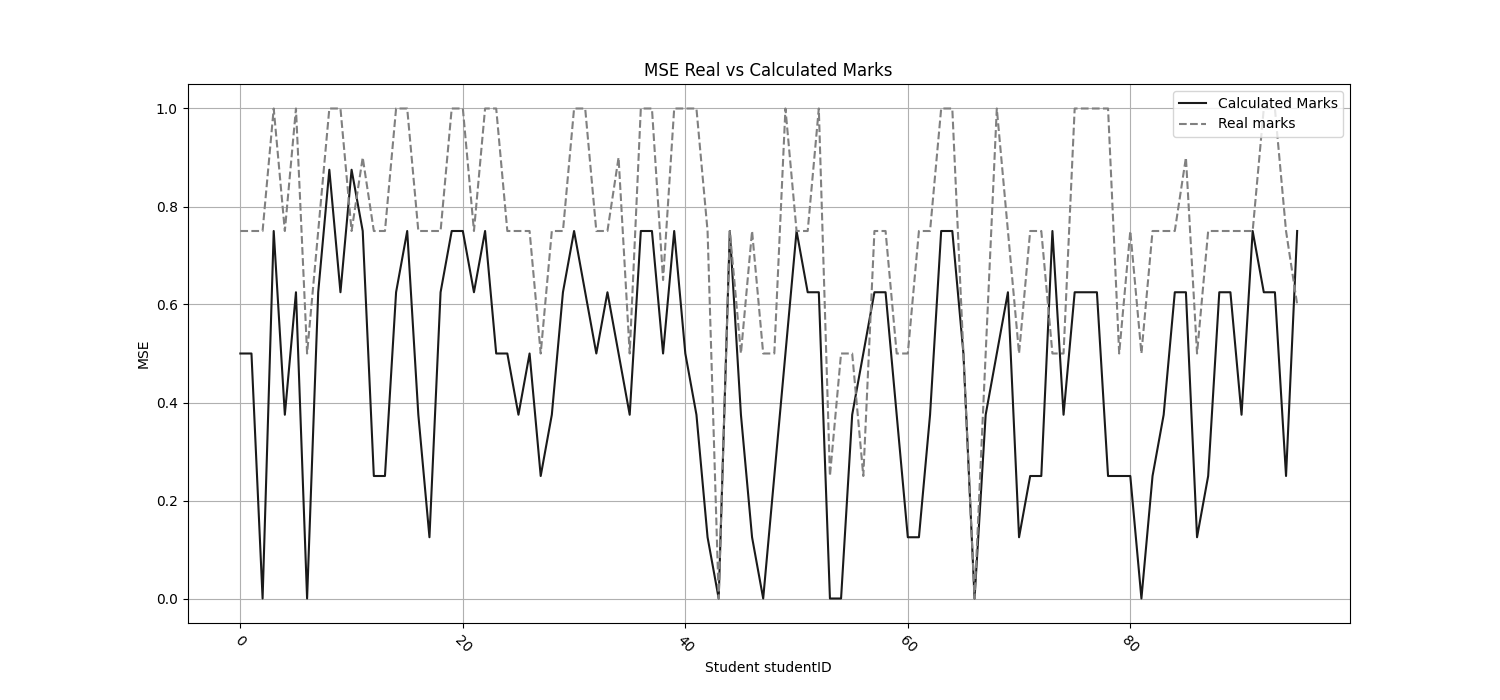 MSE Real vs Calculated Marks
Calculated Marks
Real marks
1.0
0.8
0.6
0.4
0.2
0.0
MSE
0 20 40 60 80
Student studentID